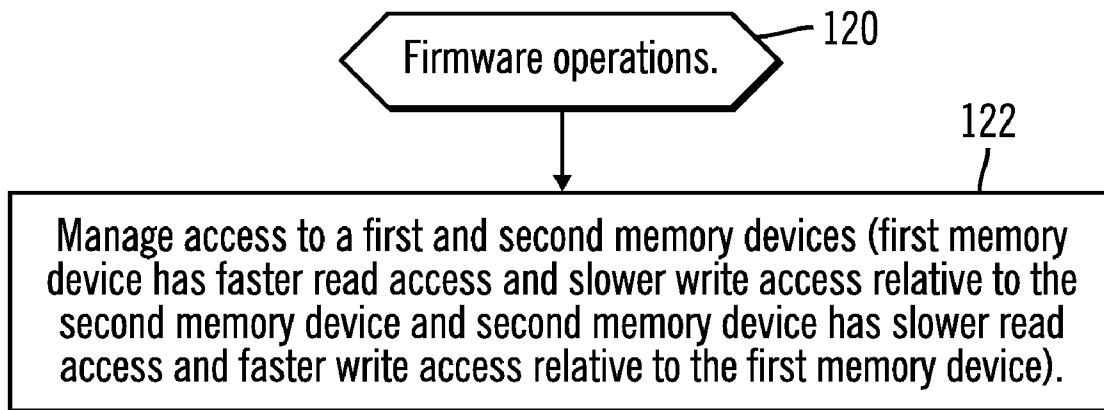 120
Firmware operations.
122
Manage access to a first and second memory devices (first memory
device has faster read access and slower write access relative to the
second memory device and second memory device has slower read
access and faster write access relative to the first memory device).